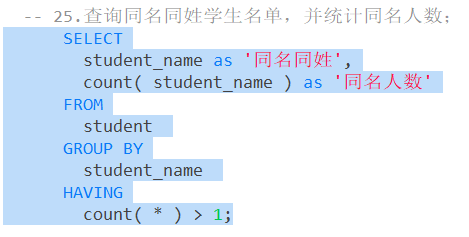 -- 25.查询同名同姓学生名单，并统计同名人数；
SELECT
student_name as '同名同姓',
count( student_name ) as '同名人数'
FROM
student
GROUP BY
student_name
HAVING
count( * ) > 1;